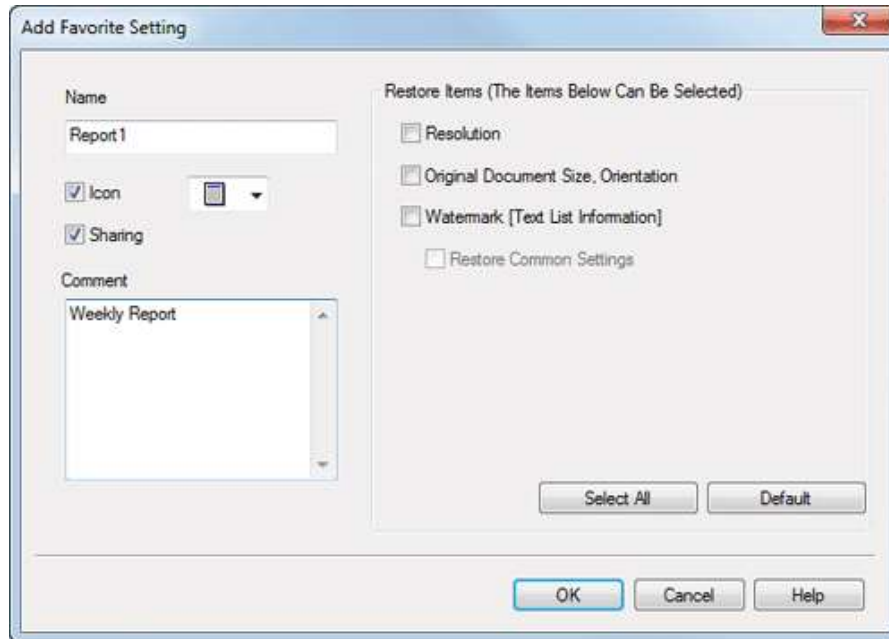 Add Favorite Setting
Name
Report1
Icon
Sharing
Comment
Weekly Report
Restore Items (The Items Below Can Be Selected)
Resolution
Original Document Size, Orientation
Watermark [Text List Information]
Restore Common Settings
Select All
Default
OK
Cancel
Help